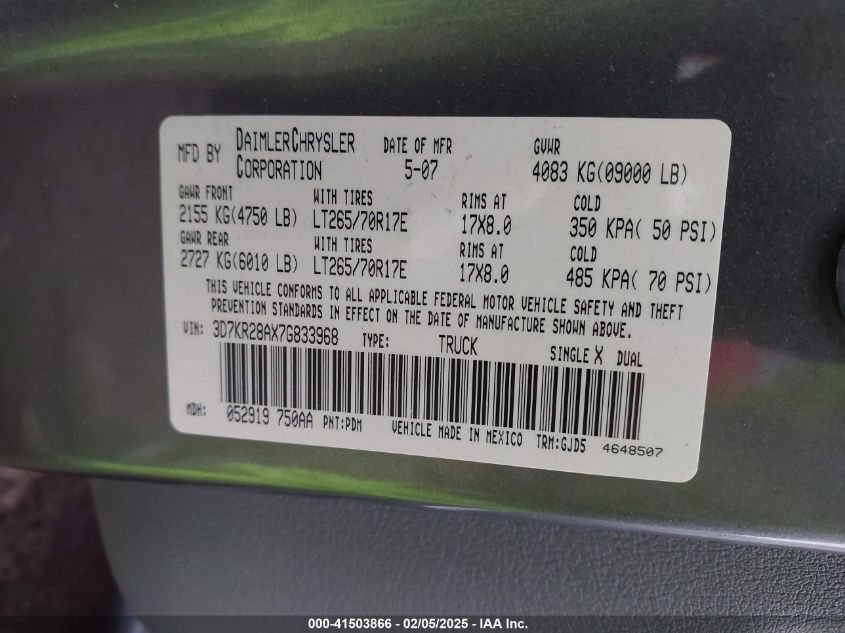 MFD BY DAIMLERCHRYSLER CORPORATION DATE OF MFR 5-07 GVWR 4083 KG(09000 LB)
GAWR FRONT WITH TIRES RIMS AT COLD
2155 KG(4750 LB) LT265/70R17E 17X8.0 350 KPA( 50 PSI)
GAWR REAR WITH TIRES RIMS AT COLD
2727 KG(6010 LB) LT265/70R17E 17X8.0 485 KPA( 70 PSI)
THIS VEHICLE CONFORMS TO ALL APPLICABLE FEDERAL MOTOR VEHICLE SAFETY AND THEFT
PREVENTION STANDARDS IN EFFECT ON THE DATE OF MANUFACTURE SHOWN ABOVE.
VIN: 3D7KR28AX7G833968 TYPE: TRUCK SINGLE X DUAL
MDH: 052919 750AA PNT:PDM VEHICLE MADE IN MEXICO TRM:GJD5 4648507
000-41503866 - 02/05/2025 - IAA Inc.